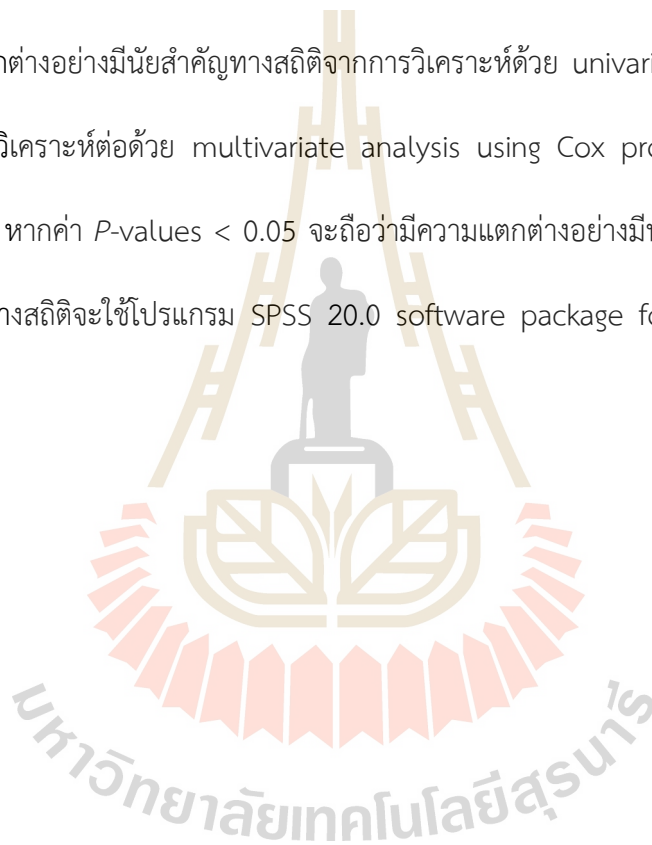 ต่างอย่างมีนัยสำคัญทางสถิติจากการวิเคราะห์ด้วย
วิเคราะห์ต่อด้วย multivariate analysis using Cox
หากค่า P-values < 0.05 จะถือว่ามีความแตกต่างอย่างมี
างสถิติจะใช้โปรแกรม SPSS 20.0 software package
มหาวิทยาลัยเทคโนโลยีสุรนารี